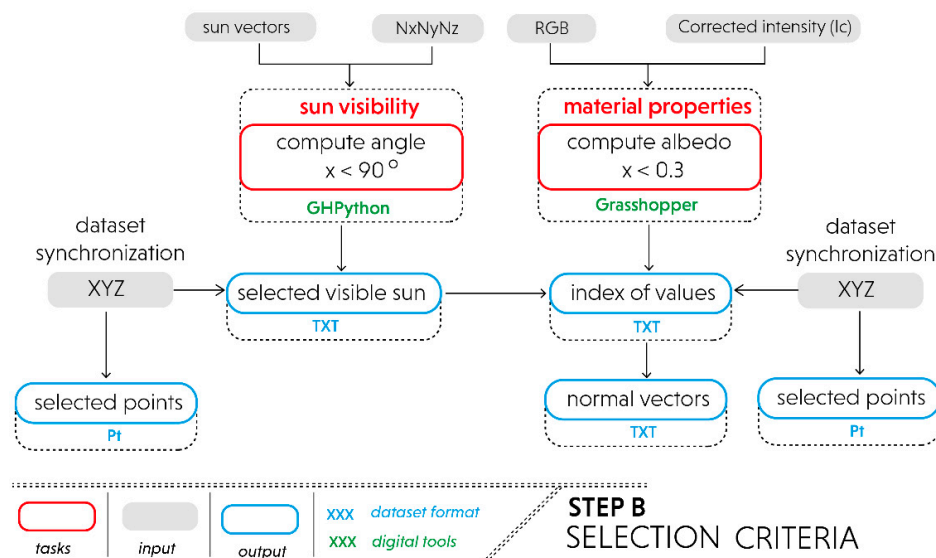 sun vectors
NxNyNz
RGB
Corrected intensity (Ic)
sun visibility
compute angle
x < 90°
GHPython
material properties
compute albedo
x < 0.3
Grasshopper
dataset
synchronization
XYZ
selected visible sun
TXT
index of values
TXT
dataset
synchronization
XYZ
selected points
Pt
normal vectors
TXT
selected points
Pt
tasks
input
output
XXX dataset format
XXX digital tools
STEP B
SELECTION CRITERIA